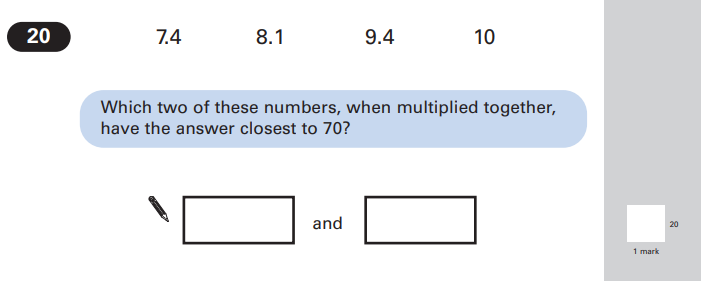 20 7.4 8.1 9.4 10
Which two of these numbers, when multiplied together,
have the answer closest to 70?
and
20
1 mark